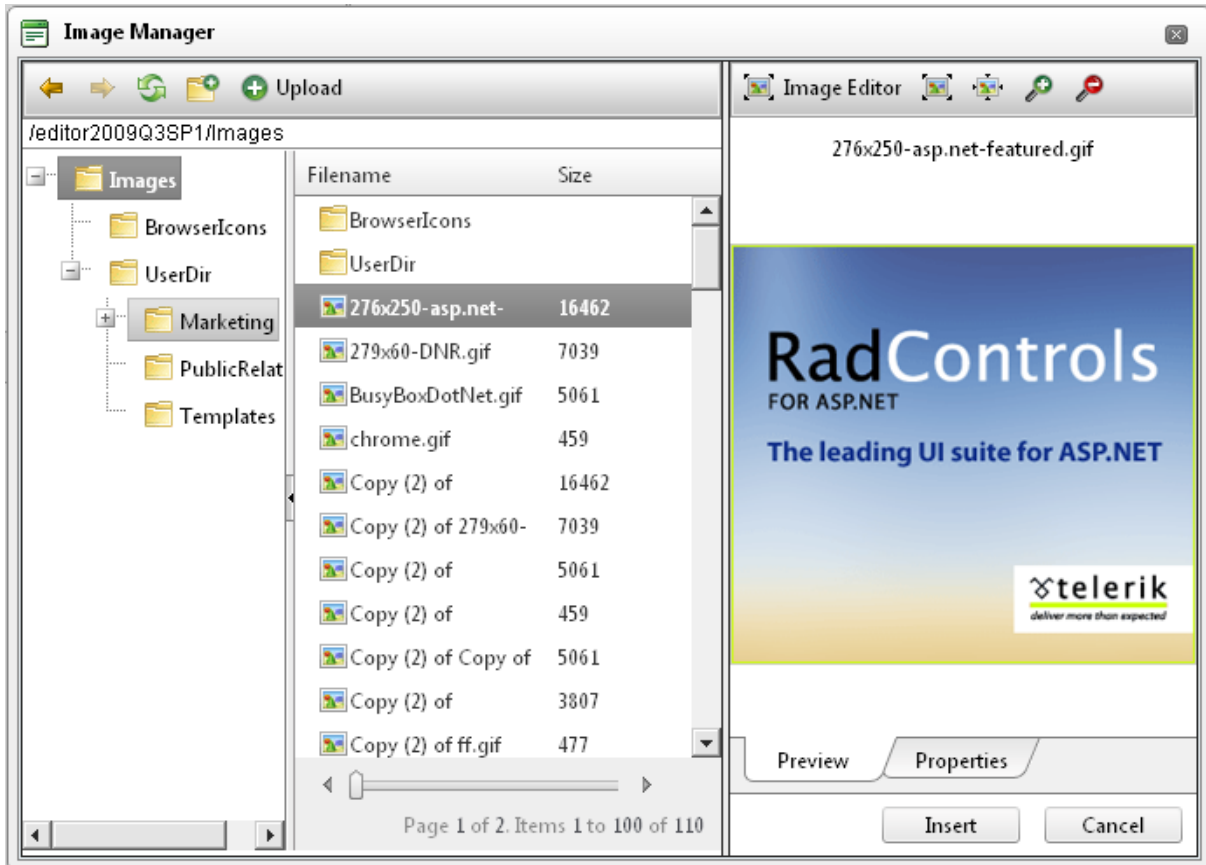 Image Manager
Upload
/editor2009Q3SP1/Images
Images
BrowserIcons
UserDir
Marketing
PublicRelat
Templates
Filename Size
BrowserIcons
UserDir
276x250-asp.net- 16462
279x60-DNR.gif 7039
BusyBoxDotNet.gif 5061
chrome.gif 459
Copy (2) of 16462
Copy (2) of 279x60- 7039
Copy (2) of 5061
Copy (2) of 459
Copy (2) of Copy of 5061
Copy (2) of 3807
Copy (2) of ff.gif 477
Page 1 of 2. Items 1 to 100 of 110
Image Editor
276x250-asp.net-featured.gif
RadControls
FOR ASP.NET
The leading UI suite for ASP.NET
telerik
deliver more than expected
Preview Properties
Insert Cancel